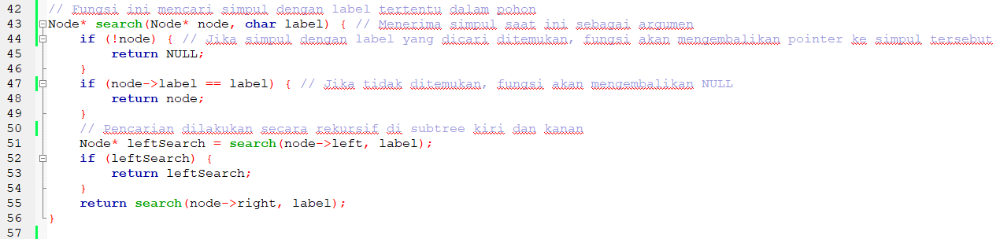 42 // Fungsi ini mencari simpul dengan label tertentu dalam pohon
43 Node* search(Node* node, char label) { // Menerima simpul saat ini sebagai argumen
44     if (!node) { // Jika simpul dengan label yang dicari ditemukan, fungsi akan mengembalikan pointer ke simpul tersebut
45         return NULL;
46     }
47     if (node->label == label) { // Jika tidak ditemukan, fungsi akan mengembalikan NULL
48         return node;
49     }
50     // Pencarian dilakukan secara rekursif di subtree kiri dan kanan
51     Node* leftSearch = search(node->left, label);
52     if (leftSearch) {
53         return leftSearch;
54     }
55     return search(node->right, label);
56 }
57